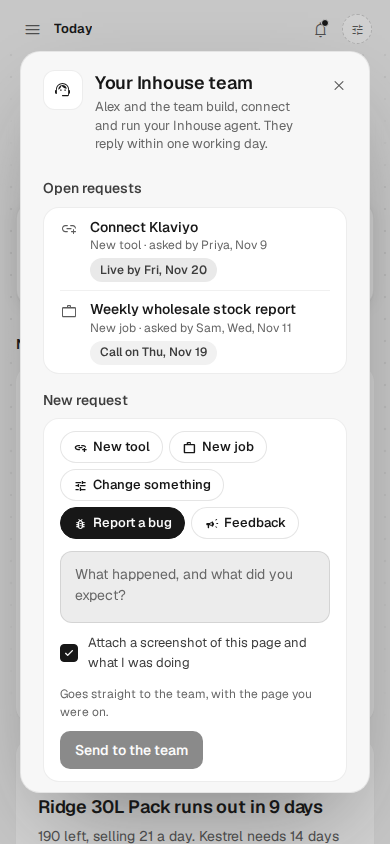 Today
Your Inhouse team
Alex and the team build, connect
and run your Inhouse agent. They
reply within one working day.
Open requests
Connect Klaviyo
New tool · asked by Priya, Nov 9
Live by Fri, Nov 20
Weekly wholesale stock report
New job · asked by Sam, Wed, Nov 11
Call on Thu, Nov 19
New request
New tool
New job
Change something
Report a bug
Feedback
What happened, and what did you
expect?
Attach a screenshot of this page and
what I was doing
Goes straight to the team, with the page you
were on.
Send to the team
Ridge 30L Pack runs out in 9 days
190 left, selling 21 a day. Kestrel needs 14 days